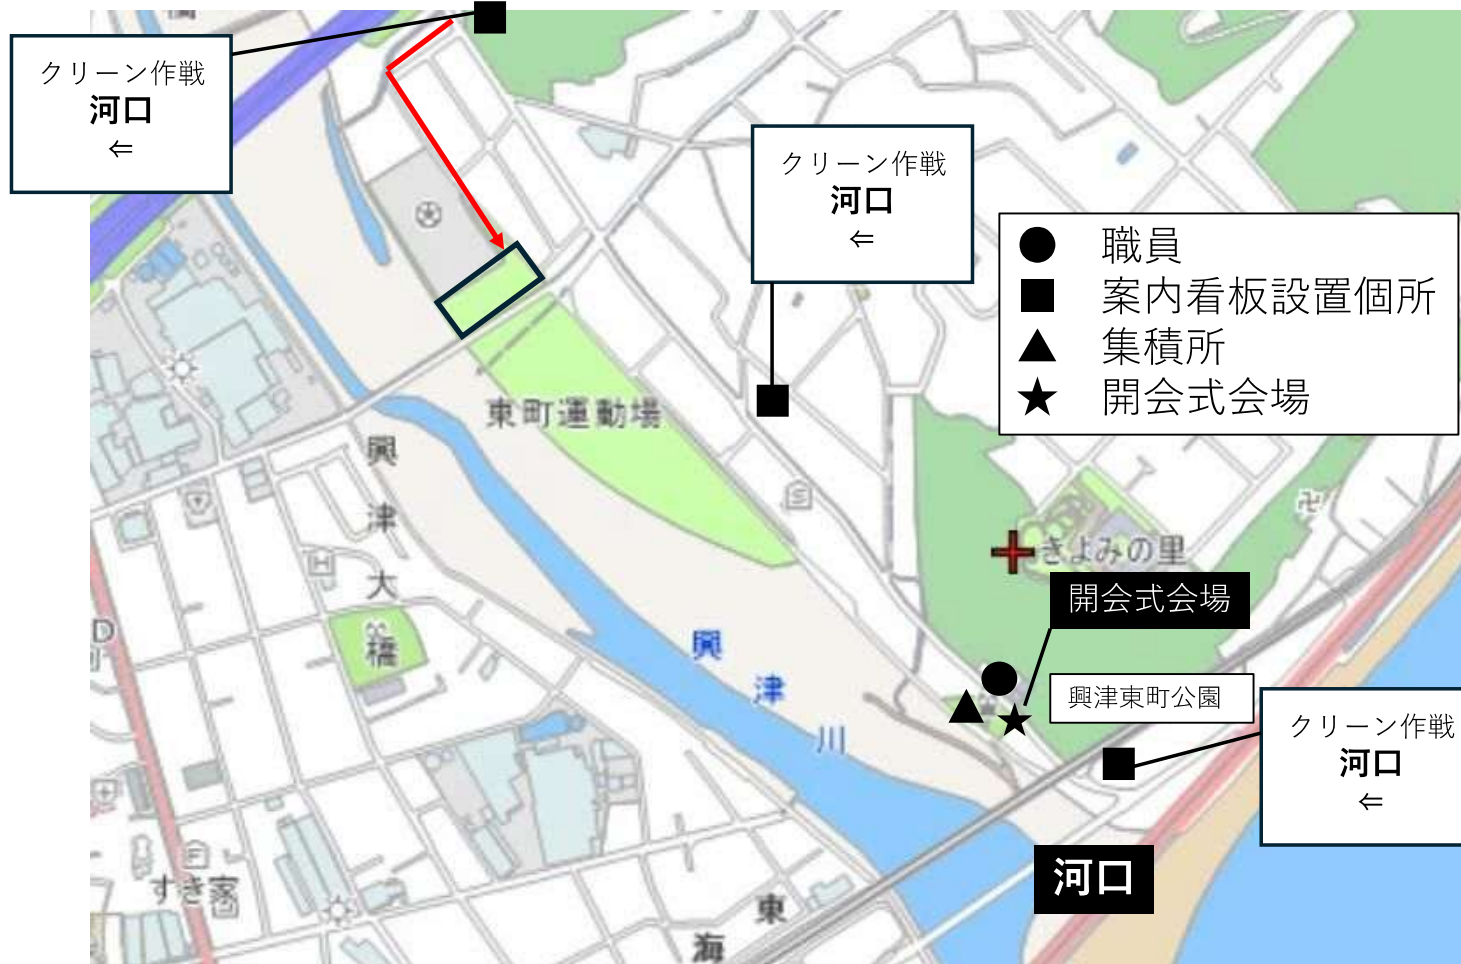 クリーン作戦
河口
⇐
クリーン作戦
河口
⇐
職員
案内看板設置個所
集積所
開会式会場
東町運動場
興津大橋
きよみの里
開会式会場
興津東町公園
興津川
クリーン作戦
河口
⇐
河口
すき家
東海